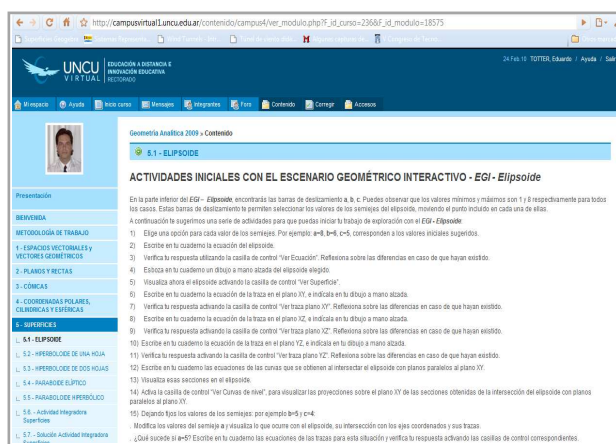 http://campusvirtual1.uncu.edu.ar/contenido/campus4/ver_modulo.php?F_id_curso=236&F_id_modulo=18575
24 Feb 10 TOTTER, Eduardo / Ayuda / Salir
UNCU VIRTUAL
EDUCACIÓN A DISTANCIA E
INNOVACIÓN EDUCATIVA
RECTORADO
Mi espacio Ayuda Inicio curso Mensajes Integrantes Foro Contenido Corregir Accesos
Geometría Analítica 2009 » Contenido
5.1 - ELIPSOIDE
Presentación
BIENVENIDA
METODOLOGÍA DE TRABAJO
1 - ESPACIOS VECTORIALES y
VECTORES GEOMÉTRICOS
2 - PLANOS Y RECTAS
3 - CÓNICAS
4 - COORDENADAS POLARES,
CILINDRICAS Y ESFÉRICAS
5 - SUPERFICIES
5.1 - ELIPSOIDE
5.2 - HIPERBOLOIDE DE UNA HOJA
5.3 - HIPERBOLOIDE DE DOS HOJAS
5.4 - PARABOLOIDE ELÍPTICO
5.5 - PARABOLOIDE HIPERBÓLICO
5.6. - Actividad Integradora
Superficies
5.7. - Solución Actividad Integradora
Superficies
ACTIVIDADES INICIALES CON EL ESCENARIO GEOMÉTRICO INTERACTIVO - EGI - Elipsoide
En la parte inferior de EGI – Elipsoide, encontrarás las barras de deslizamiento a, b, c. Puedes observar que los valores mínimos y máximos son 1 y 8 respectivamente para todos
los casos. Estas barras de deslizamiento te permiten seleccionar los valores de los semiejes del elipsoide, moviendo el punto incluido en cada una de ellas.
A continuación te sugerimos una serie de actividades para que puedas iniciar tu trabajo de exploración con el EGI - Elipsoide:
1) Elige una opción para cada valor de los semiejes. Por ejemplo: a=8, b=6, c=5, corresponden a los valores iniciales sugeridos.
2) Escribe en tu cuaderno la ecuación del elipsoide.
3) Verifica tu respuesta utilizando la casilla de control “Ver Ecuación”. Reflexiona sobre las diferencias en caso de que hayan existido.
4) Esboza en tu cuaderno un dibujo a mano alzada del elipsoide elegido.
5) Visualiza ahora el elipsoide activando la casilla de control “Ver Superficie”.
6) Escribe en tu cuaderno la ecuación de la traza en el plano XY, e indícala en tu dibujo a mano alzada.
7) Verifica tu respuesta activando la casilla de control “Ver traza plano XY”. Reflexiona sobre las diferencias en caso de que hayan existido.
8) Escribe en tu cuaderno la ecuación de la traza en el plano XZ, e indícala en tu dibujo a mano alzada.
9) Verifica tu respuesta activando la casilla de control “Ver traza plano XZ”. Reflexiona sobre las diferencias en caso de que hayan existido.
10) Escribe en tu cuaderno la ecuación de la traza en el plano YZ, e indícala en tu dibujo a mano alzada.
11) Verifica tu respuesta activando la casilla de control “Ver traza plano YZ”. Reflexiona sobre las diferencias en caso de que hayan existido.
12) Escribe en tu cuaderno las ecuaciones de las curvas que se obtienen al intersectar el elipsoide con planos paralelos al plano XY.
13) Visualiza esas secciones en el elipsoide.
14) Activa la casilla de control “Ver Curvas de nivel”, para visualizar las proyecciones sobre el plano XY de las secciones obtenidas de la intersección del elipsoide con planos
paralelos al plano XY.
15) Dejando fijos los valores de los semiejes: por ejemplo b=5 y c=4:
. Modifica los valores del semieje a y visualiza lo que ocurre con el elipsoide, su intersección con los ejes coordenados y sus trazas.
. ¿Qué sucede si a=5? Escribe en tu cuaderno las ecuaciones de las trazas para esta situación y verifica tu respuesta activando las casillas de control correspondientes.